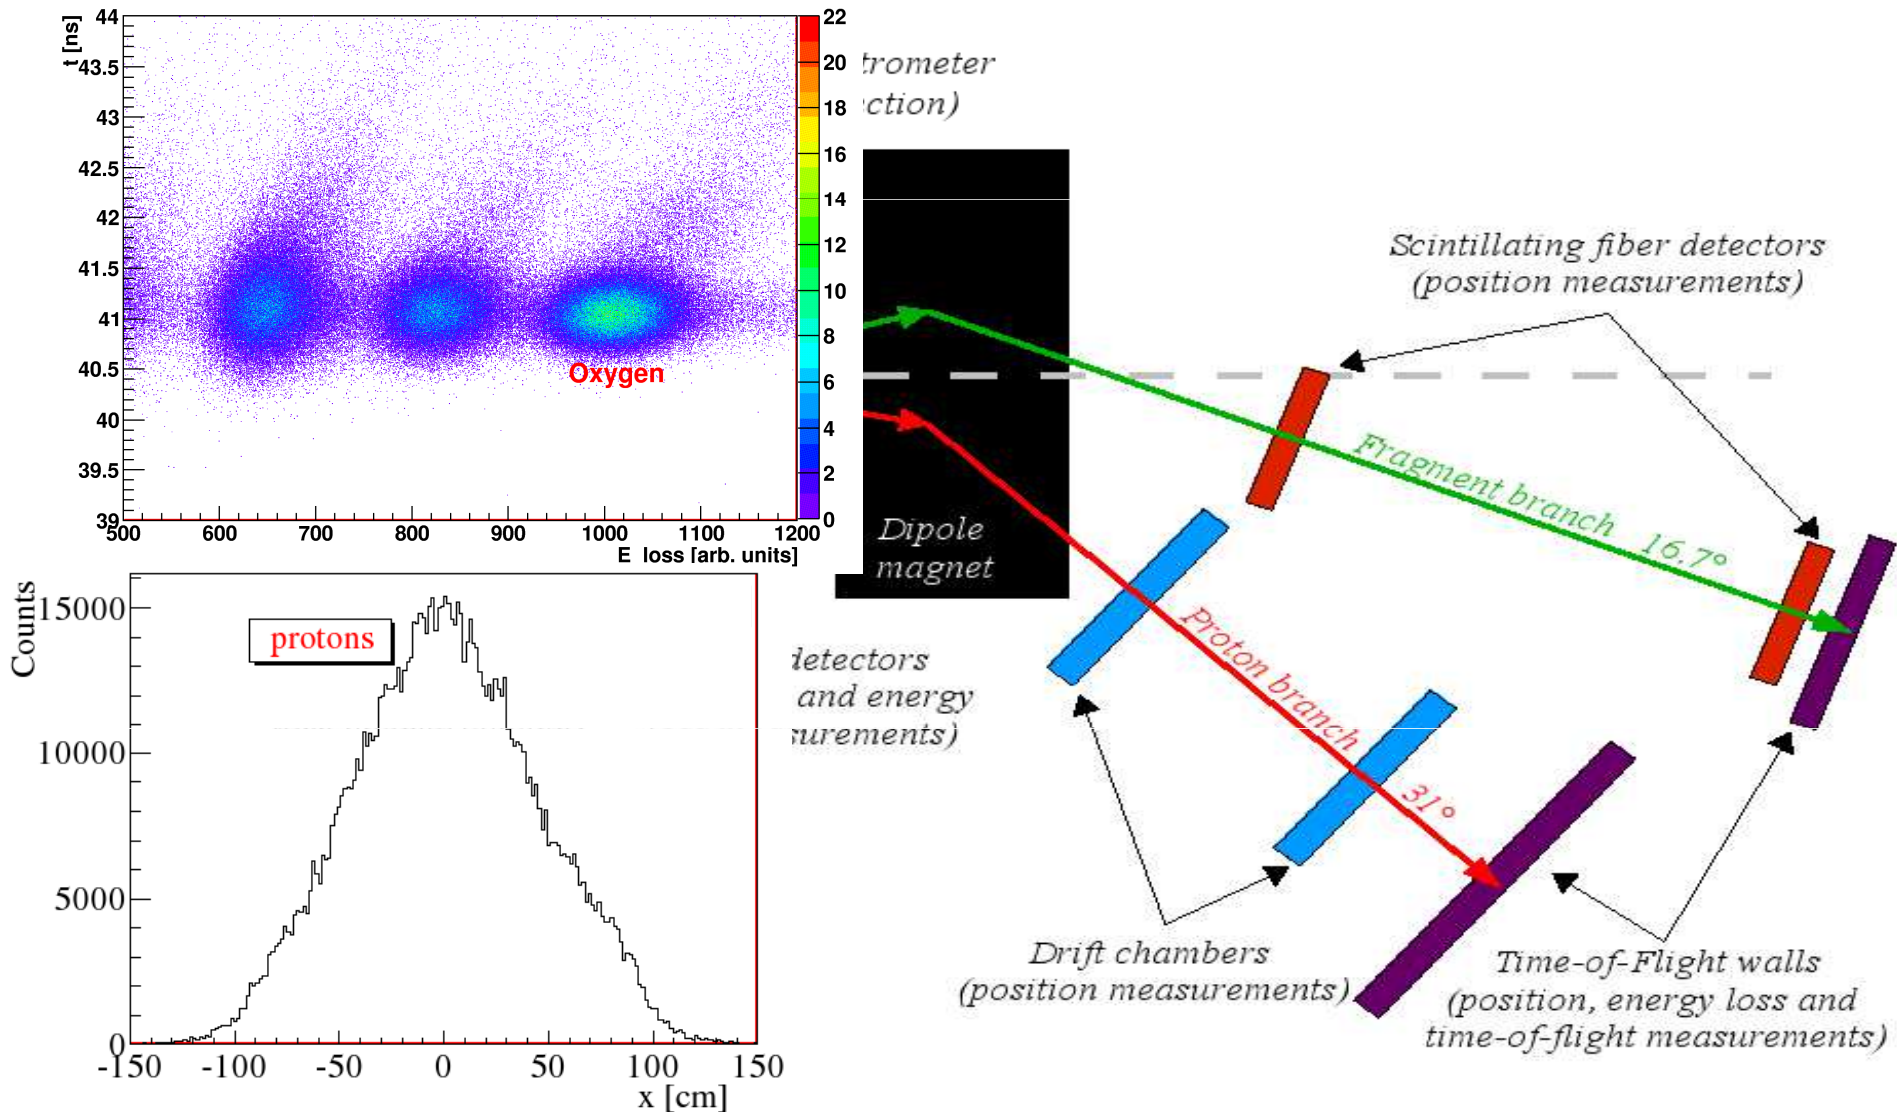 44
43.5
43
42.5
42
41.5
41
40.5
40
39.5
39
t [ns]
Oxygen
500 600 700 800 900 1000 1100 1200
E loss [arb. units]
22
20
18
16
14
12
10
8
6
4
2
0
trometer
ction)
Dipole
magnet
Scintillating fiber detectors
(position measurements)
Fragment branch 16.7°
Proton branch 31°
detectors
and energy
surements)
Drift chambers
(position measurements)
Time-of-Flight walls
(position, energy loss and
time-of-flight measurements)
Counts
15000
10000
5000
0
protons
-150 -100 -50 0 50 100 150
x [cm]